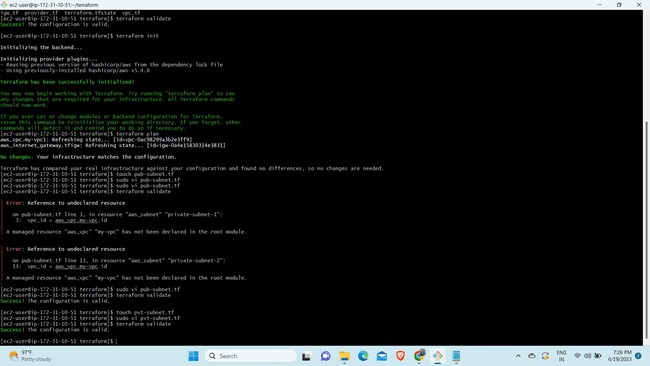 ec2-user@ip-172-31-10-51:~/terraform
igw.tf  provider.tf  terraform.tfstate  vpc.tf
[ec2-user@ip-172-31-10-51 terraform]$ terraform validate
Success! The configuration is valid.
[ec2-user@ip-172-31-10-51 terraform]$ terraform init
Initializing the backend...
Initializing provider plugins...
- Reusing previous version of hashicorp/aws from the dependency lock file
- Using previously-installed hashicorp/aws v5.4.0
Terraform has been successfully initialized!
You may now begin working with Terraform. Try running "terraform plan" to see
any changes that are required for your infrastructure. All Terraform commands
should now work.
If you ever set or change modules or backend configuration for Terraform,
rerun this command to reinitialize your working directory. If you forget, other
commands will detect it and remind you to do so if necessary.
[ec2-user@ip-172-31-10-51 terraform]$ terraform plan
aws_vpc.my-vpc1: Refreshing state... [id=vpc-0ac98299a3b2e3ff9]
aws_internet_gateway.tfigw: Refreshing state... [id=igw-0a4e15830314e3831]
No changes. Your infrastructure matches the configuration.
Terraform has compared your real infrastructure against your configuration and found no differences, so no changes are needed.
[ec2-user@ip-172-31-10-51 terraform]$ touch pub-subnet.tf
[ec2-user@ip-172-31-10-51 terraform]$ sudo vi pub-subnet.tf
[ec2-user@ip-172-31-10-51 terraform]$ sudo vi pub-subnet.tf
[ec2-user@ip-172-31-10-51 terraform]$ terraform validate
Error: Reference to undeclared resource
on pub-subnet.tf line 3, in resource "aws_subnet" "private-subnet-1":
3:   vpc_id = aws_vpc.my-vpc.id
A managed resource "aws_vpc" "my-vpc" has not been declared in the root module.
Error: Reference to undeclared resource
on pub-subnet.tf line 13, in resource "aws_subnet" "private-subnet-2":
13:   vpc_id = aws_vpc.my-vpc.id
A managed resource "aws_vpc" "my-vpc" has not been declared in the root module.
[ec2-user@ip-172-31-10-51 terraform]$ sudo vi pub-subnet.tf
[ec2-user@ip-172-31-10-51 terraform]$ terraform validate
Success! The configuration is valid.
[ec2-user@ip-172-31-10-51 terraform]$ touch pvt-subnet.tf
[ec2-user@ip-172-31-10-51 terraform]$ sudo vi pvt-subnet.tf
[ec2-user@ip-172-31-10-51 terraform]$ terraform validate
Success! The configuration is valid.
[ec2-user@ip-172-31-10-51 terraform]$
97°F
Partly cloudy
Search
ENG
IN
7:26 PM
6/19/2023